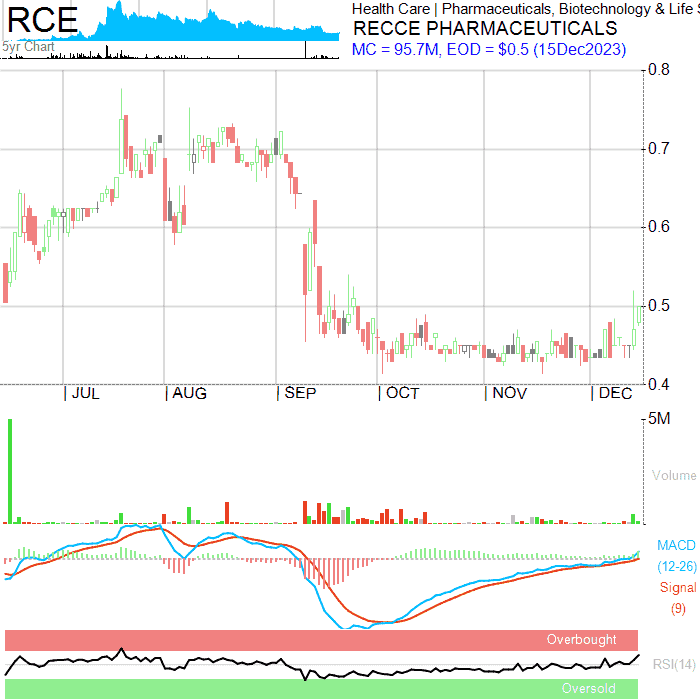 RCE
5yr Chart
Health Care | Pharmaceuticals, Biotechnology & Life S
RECCE PHARMACEUTICALS
MC = 95.7M, EOD = $0.5 (15Dec2023)
0.8
0.7
0.6
0.5
0.4
| JUL | AUG | SEP | OCT | NOV | DEC
5M
Volume
MACD
(12-26)
Signal
(9)
Overbought
RSI(14)
Oversold